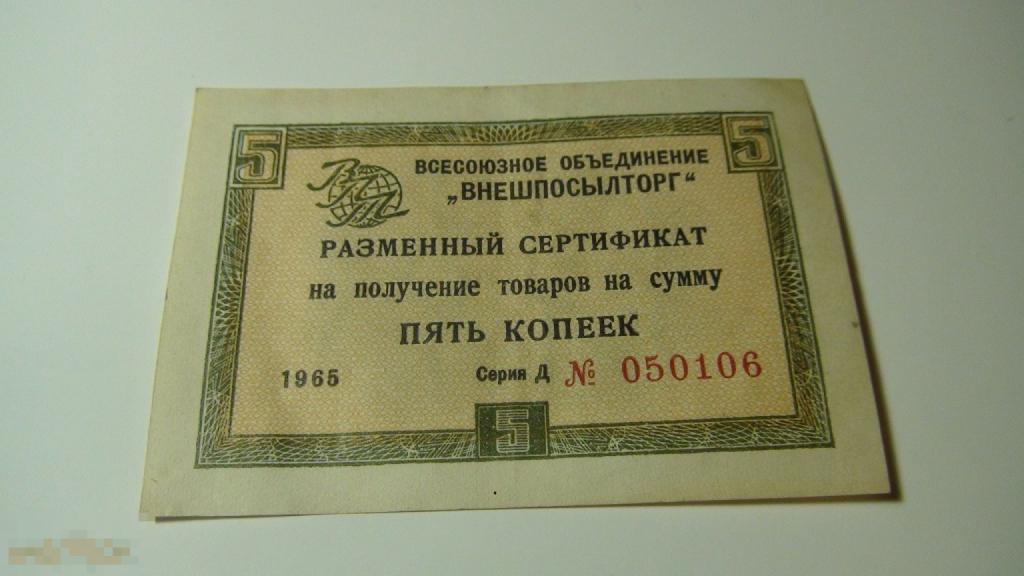 5 5
ВСЕСОЮЗНОЕ ОБЪЕДИНЕНИЕ
„ВНЕШПОСЫЛТОРГ“
ВПТ
РАЗМЕННЫЙ СЕРТИФИКАТ
на получение товаров на сумму
ПЯТЬ КОПЕЕК
1965 Серия Д № 050106
5